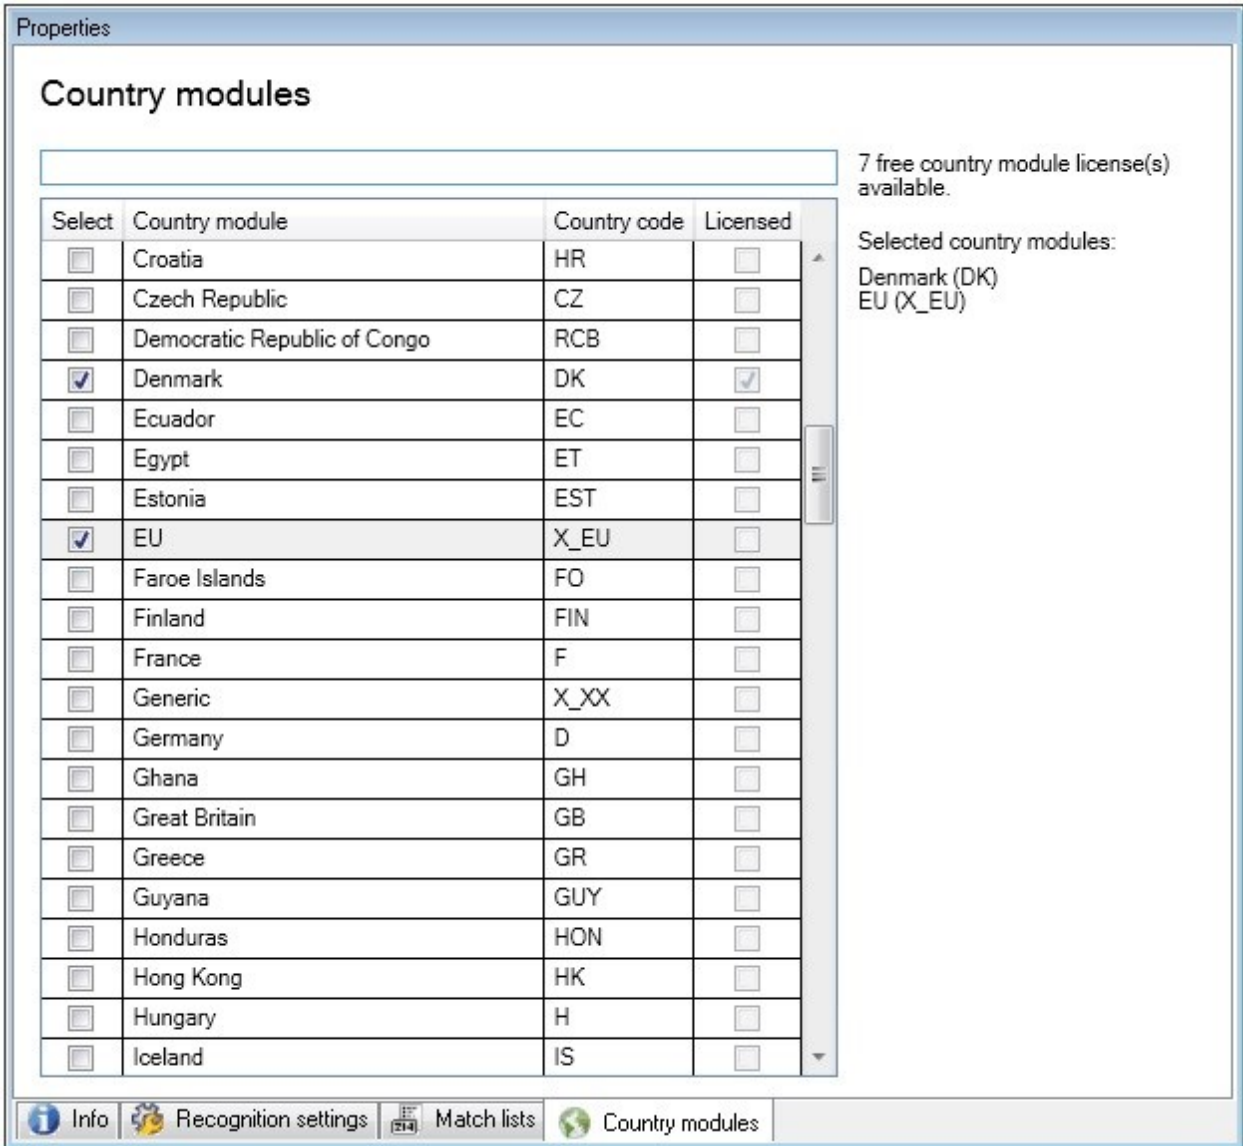 Properties
Country modules
7 free country module license(s)
available.
Select Country module Country code Licensed
Selected country modules:
Denmark (DK)
EU (X_EU)
Croatia HR
Czech Republic CZ
Democratic Republic of Congo RCB
Denmark DK
Ecuador EC
Egypt ET
Estonia EST
EU X_EU
Faroe Islands FO
Finland FIN
France F
Generic X_XX
Germany D
Ghana GH
Great Britain GB
Greece GR
Guyana GUY
Honduras HON
Hong Kong HK
Hungary H
Iceland IS
Info Recognition settings Match lists Country modules